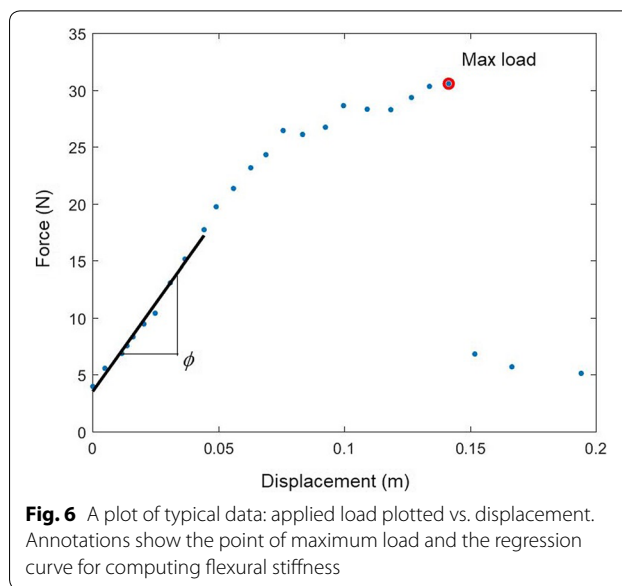 35
30
25
20
15
10
5
0
Force (N)
Max load
ϕ
0 0.05 0.1 0.15 0.2
Displacement (m)
Fig. 6 A plot of typical data: applied load plotted vs. displacement.
Annotations show the point of maximum load and the regression
curve for computing flexural stiffness